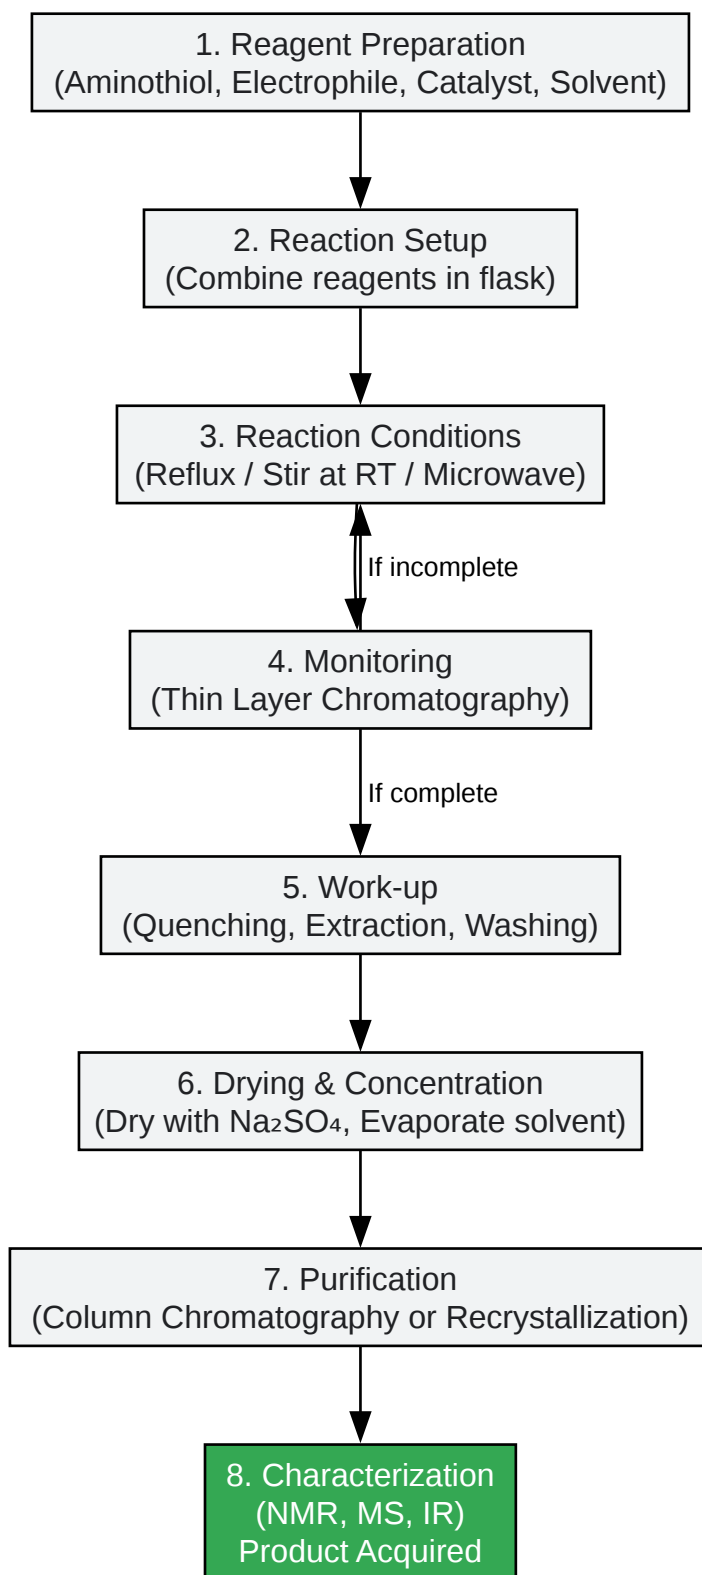 1. Reagent Preparation
(Aminothiol, Electrophile, Catalyst, Solvent)
2. Reaction Setup
(Combine reagents in flask)
3. Reaction Conditions
(Reflux / Stir at RT / Microwave)
If incomplete
4. Monitoring
(Thin Layer Chromatography)
If complete
5. Work-up
(Quenching, Extraction, Washing)
6. Drying & Concentration
(Dry with Na₂SO₄, Evaporate solvent)
7. Purification
(Column Chromatography or Recrystallization)
8. Characterization
(NMR, MS, IR)
Product Acquired